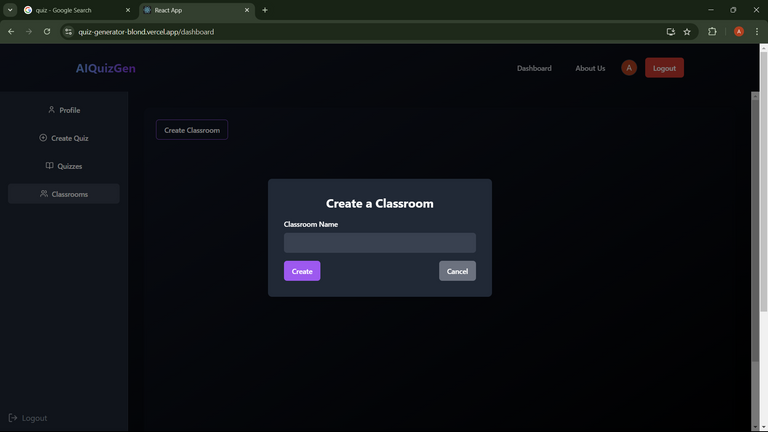 quiz - Google Search
React App
quiz-generator-blond.vercel.app/dashboard
A
AIQuizGen
Dashboard
About Us
A
Logout
Profile
Create Quiz
Quizzes
Classrooms
Logout
Create Classroom
Create a Classroom
Classroom Name
Create
Cancel